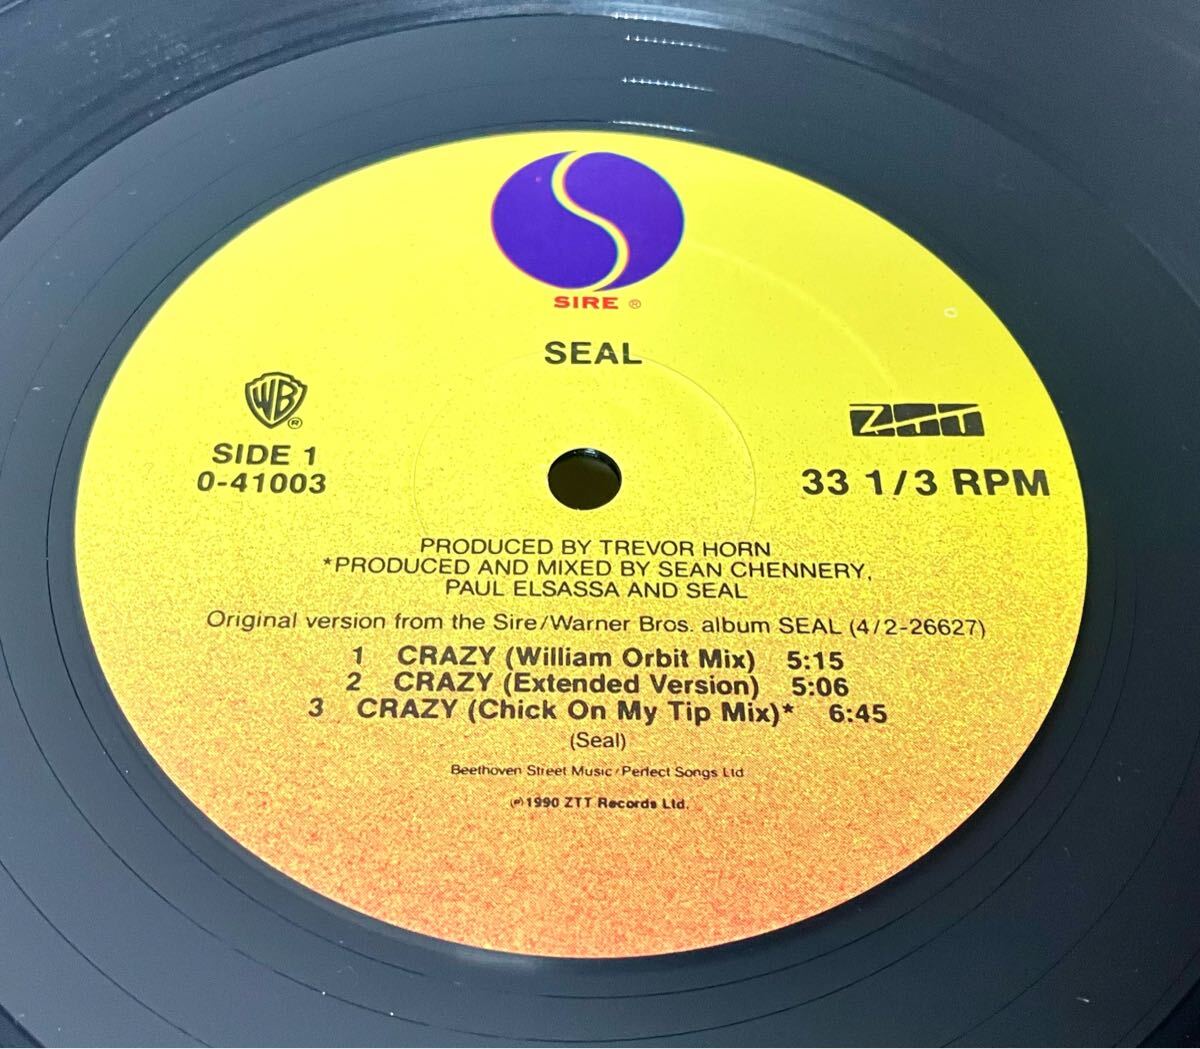 SIRE ®
SEAL
WB ®
SIDE 1
0-41003
ZTT
33 1/3 RPM
PRODUCED BY TREVOR HORN
*PRODUCED AND MIXED BY SEAN CHENNERY,
PAUL ELSASSA AND SEAL
Original version from the Sire/Warner Bros. album SEAL (4/2-26627)
1 CRAZY (William Orbit Mix) 5:15
2 CRAZY (Extended Version) 5:06
3 CRAZY (Chick On My Tip Mix)* 6:45
(Seal)
Beethoven Street Music/Perfect Songs Ltd
℗1990 ZTT Records Ltd.